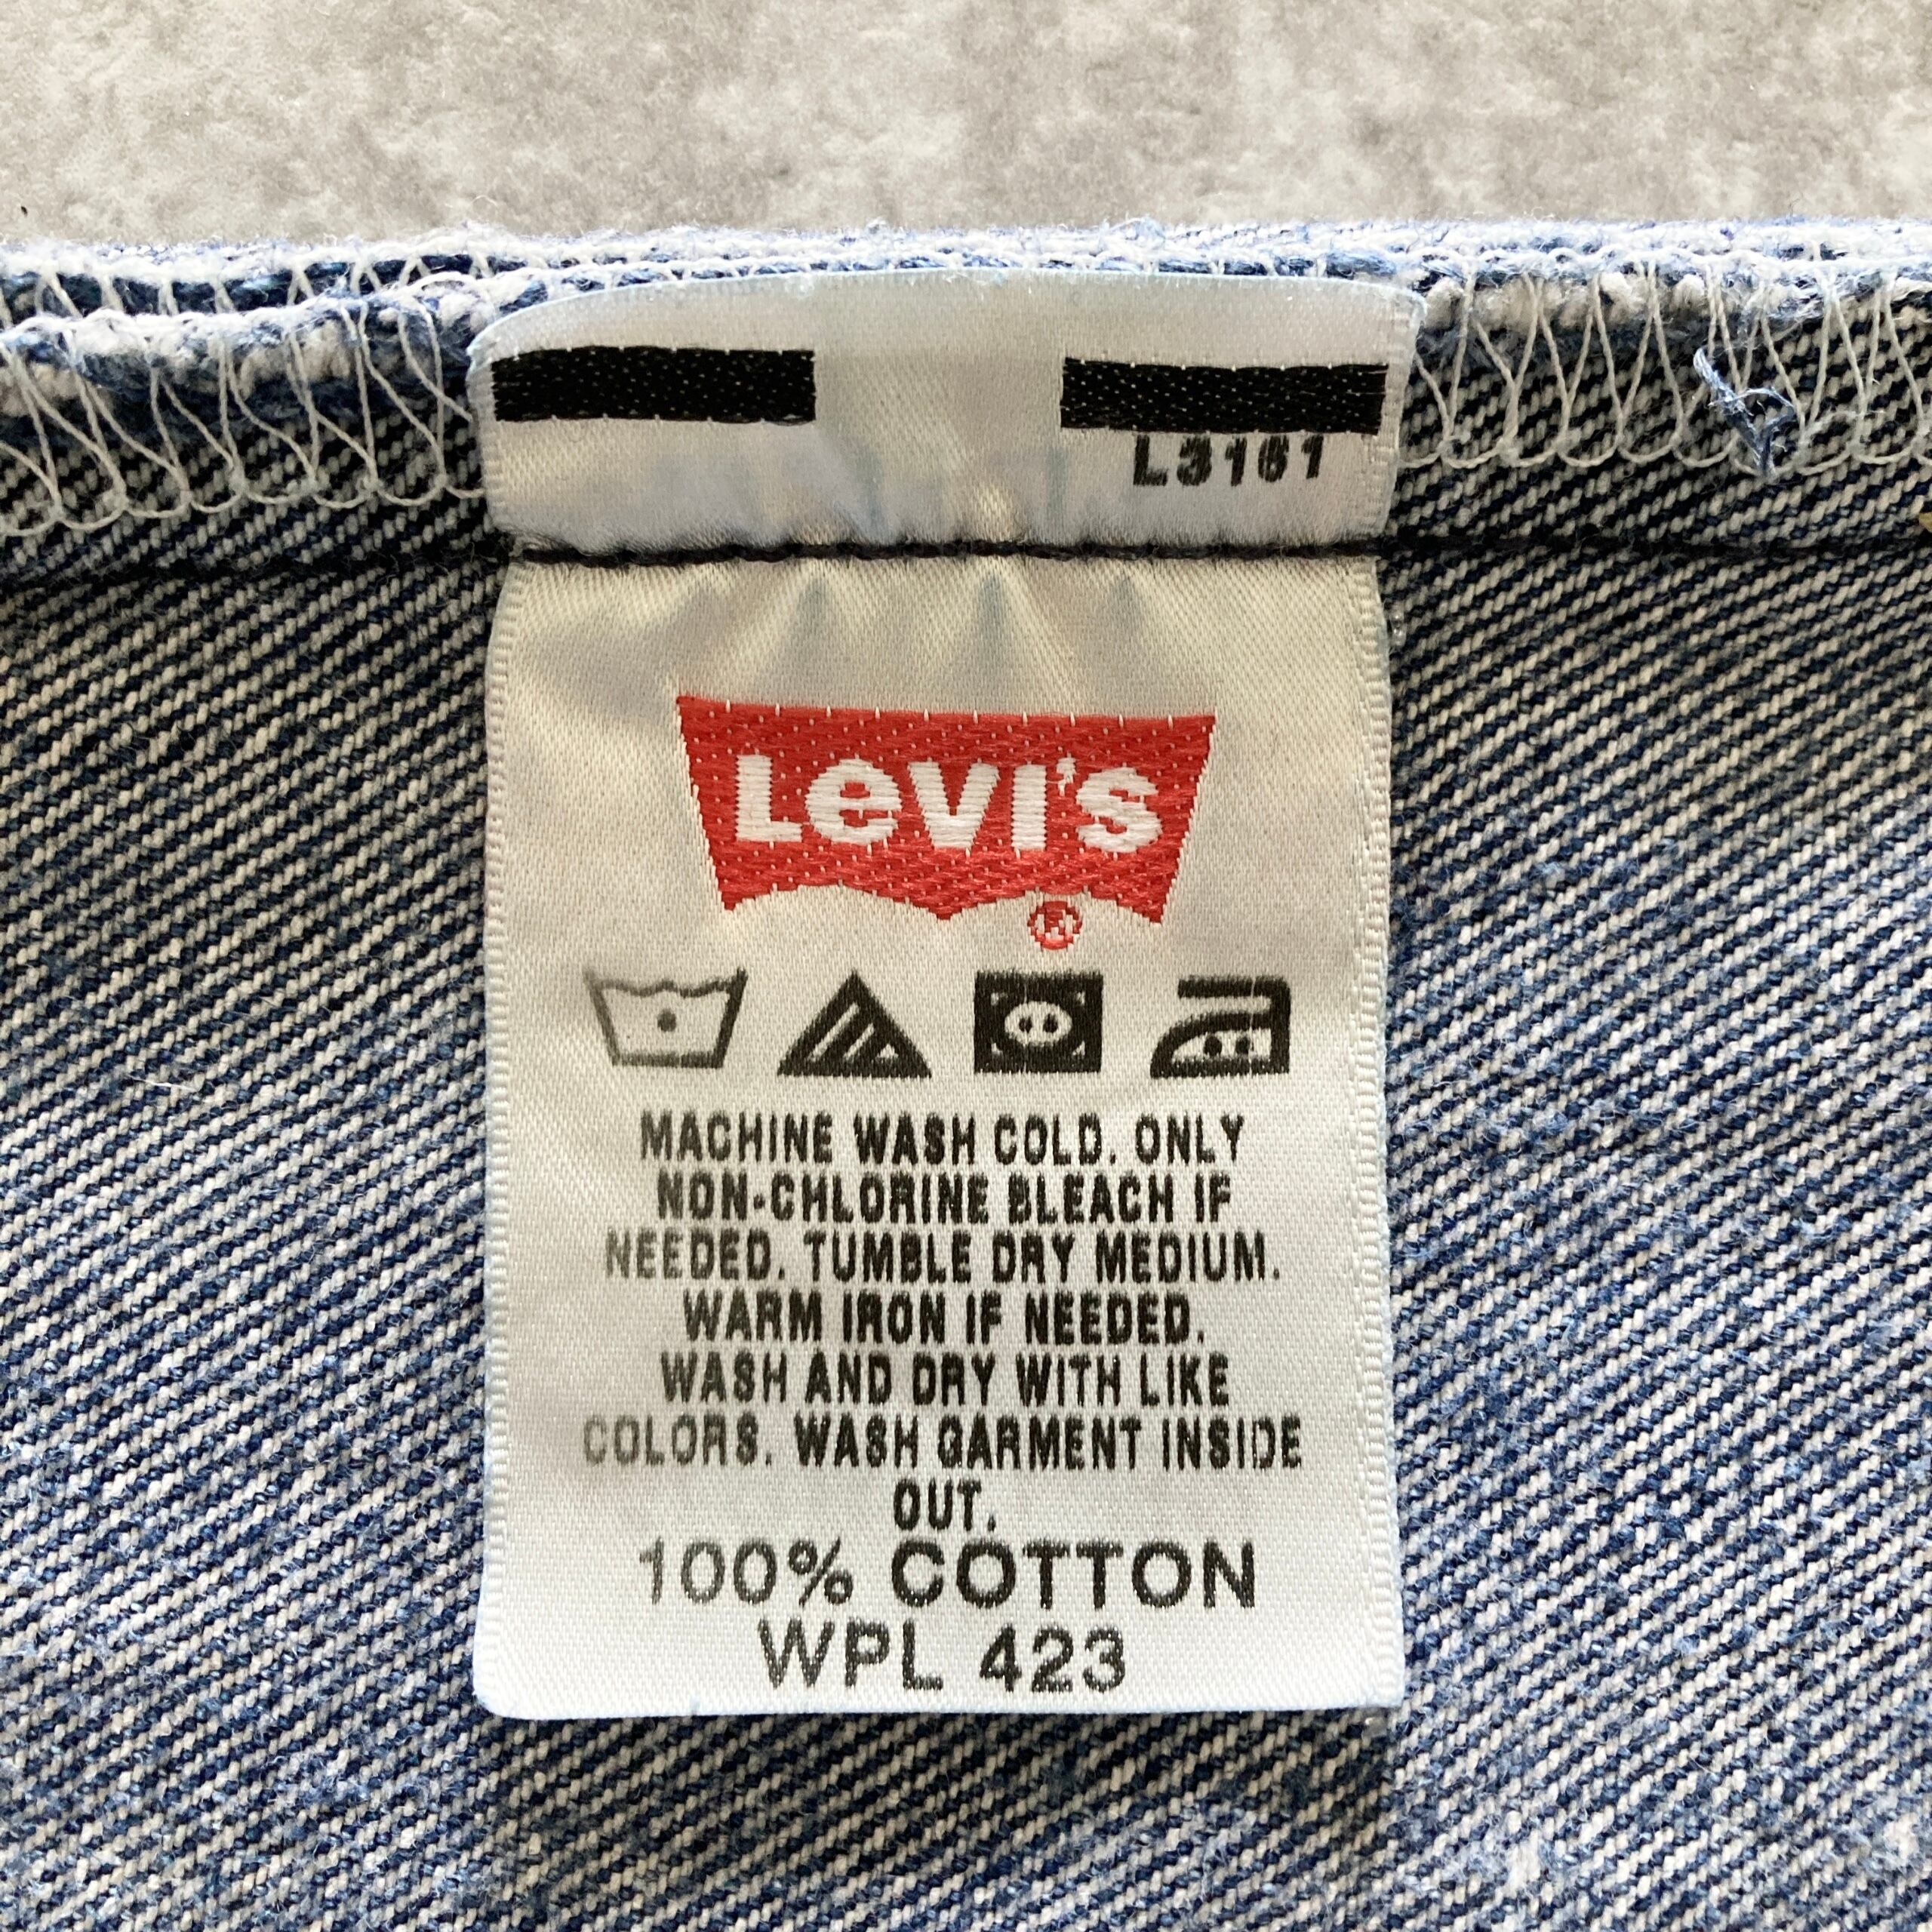 L3161
Levi's
®
MACHINE WASH COLD. ONLY
NON-CHLORINE BLEACH IF
NEEDED. TUMBLE DRY MEDIUM.
WARM IRON IF NEEDED.
WASH AND DRY WITH LIKE
COLORS. WASH GARMENT INSIDE
OUT.
100% COTTON
WPL 423